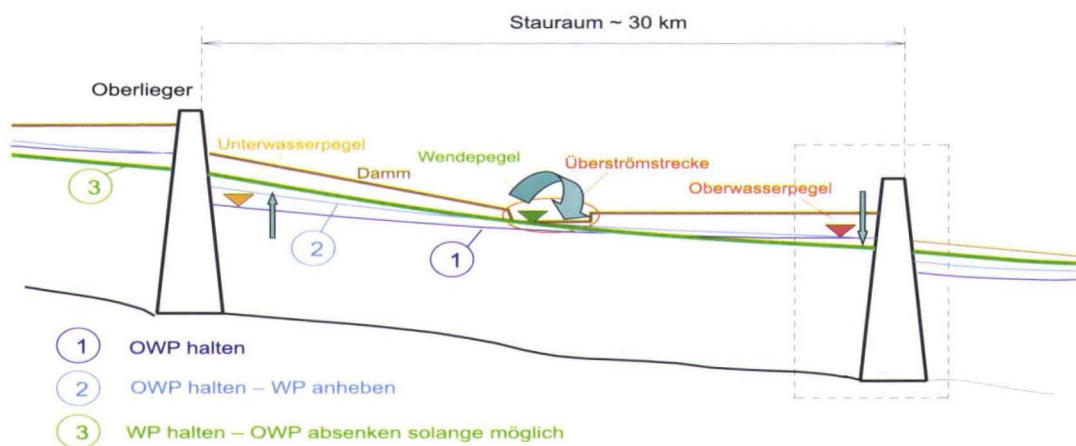 Stauraum ~ 30 km
Oberlieger
Unterwasserpegel
Wendepegel
Überströmstrecke
Damm
Oberwasserpegel
3
2
1
1 OWP halten
2 OWP halten – WP anheben
3 WP halten – OWP absenken solange möglich